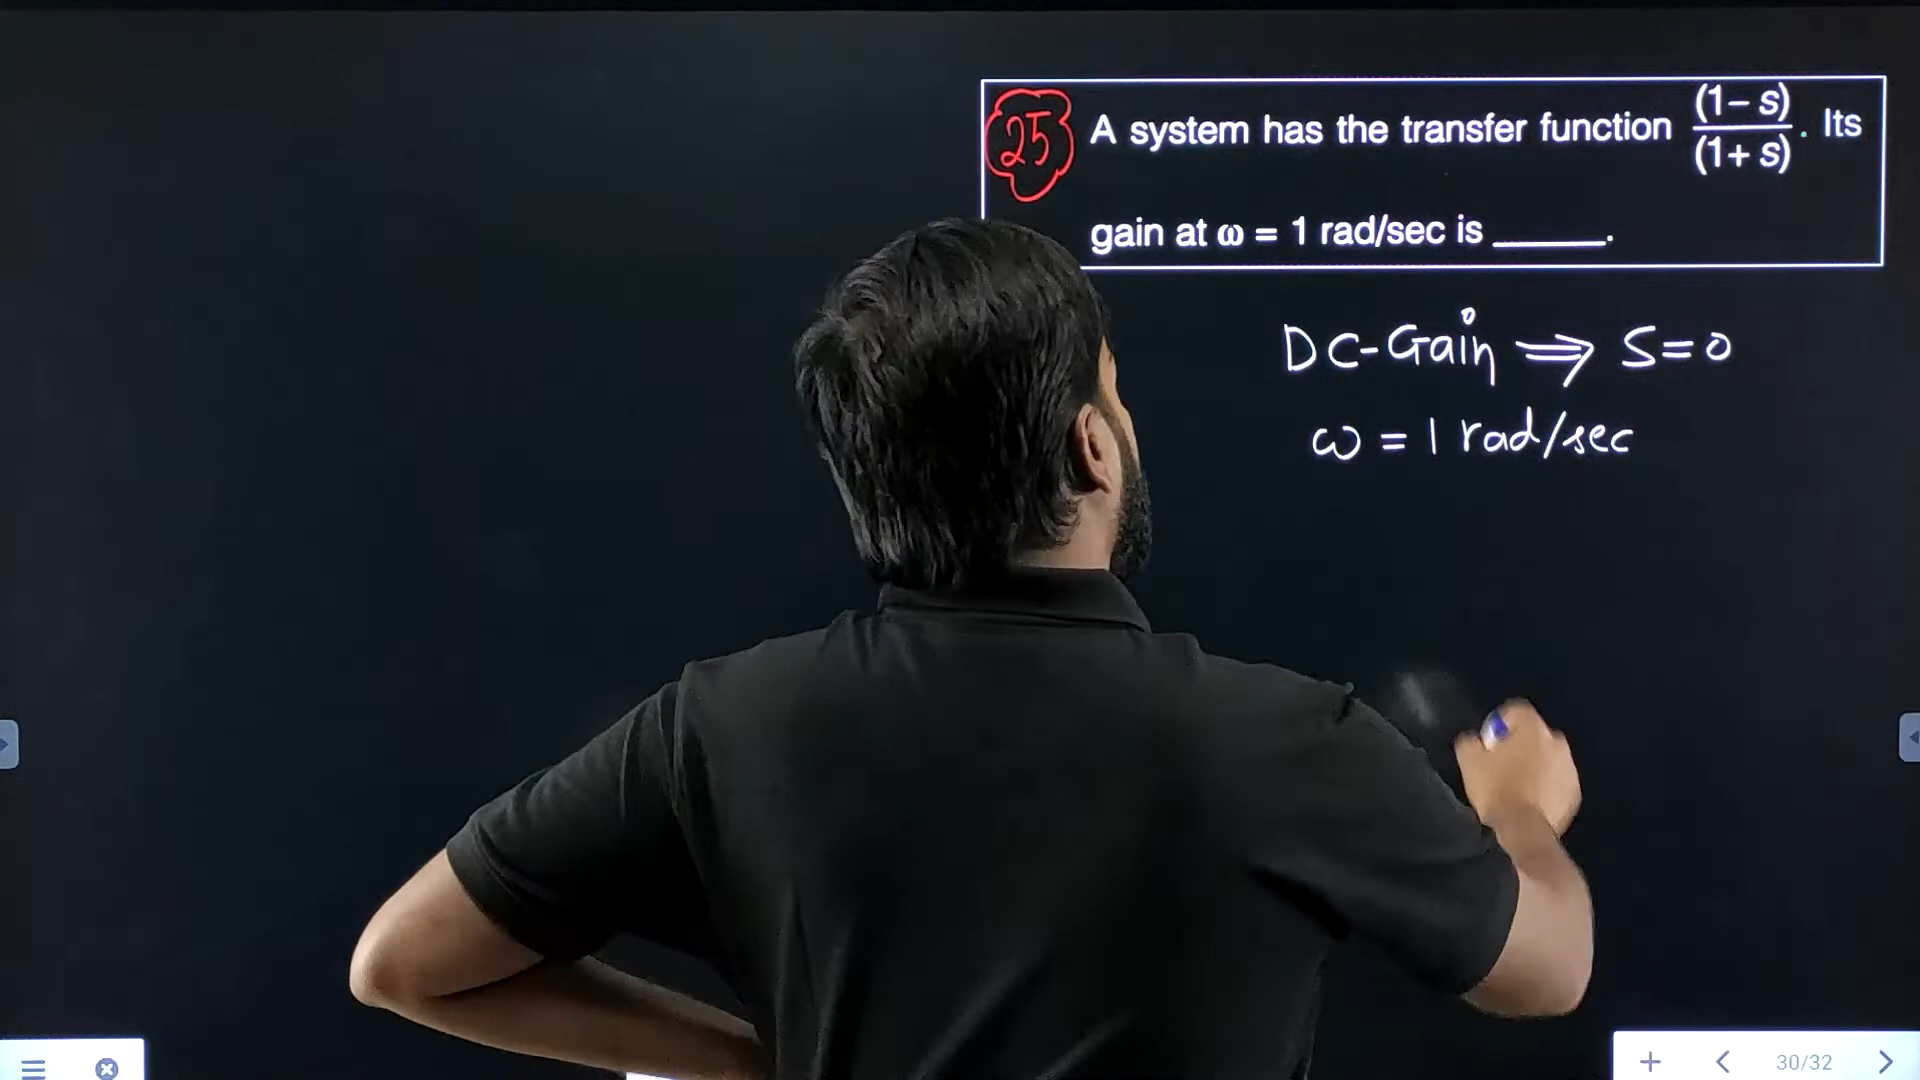 25 A system has the transfer function (1– s)/(1+ s). Its
gain at ω = 1 rad/sec is ______.
DC-Gain ⟹ S=0
ω = 1 rad/sec
30/32